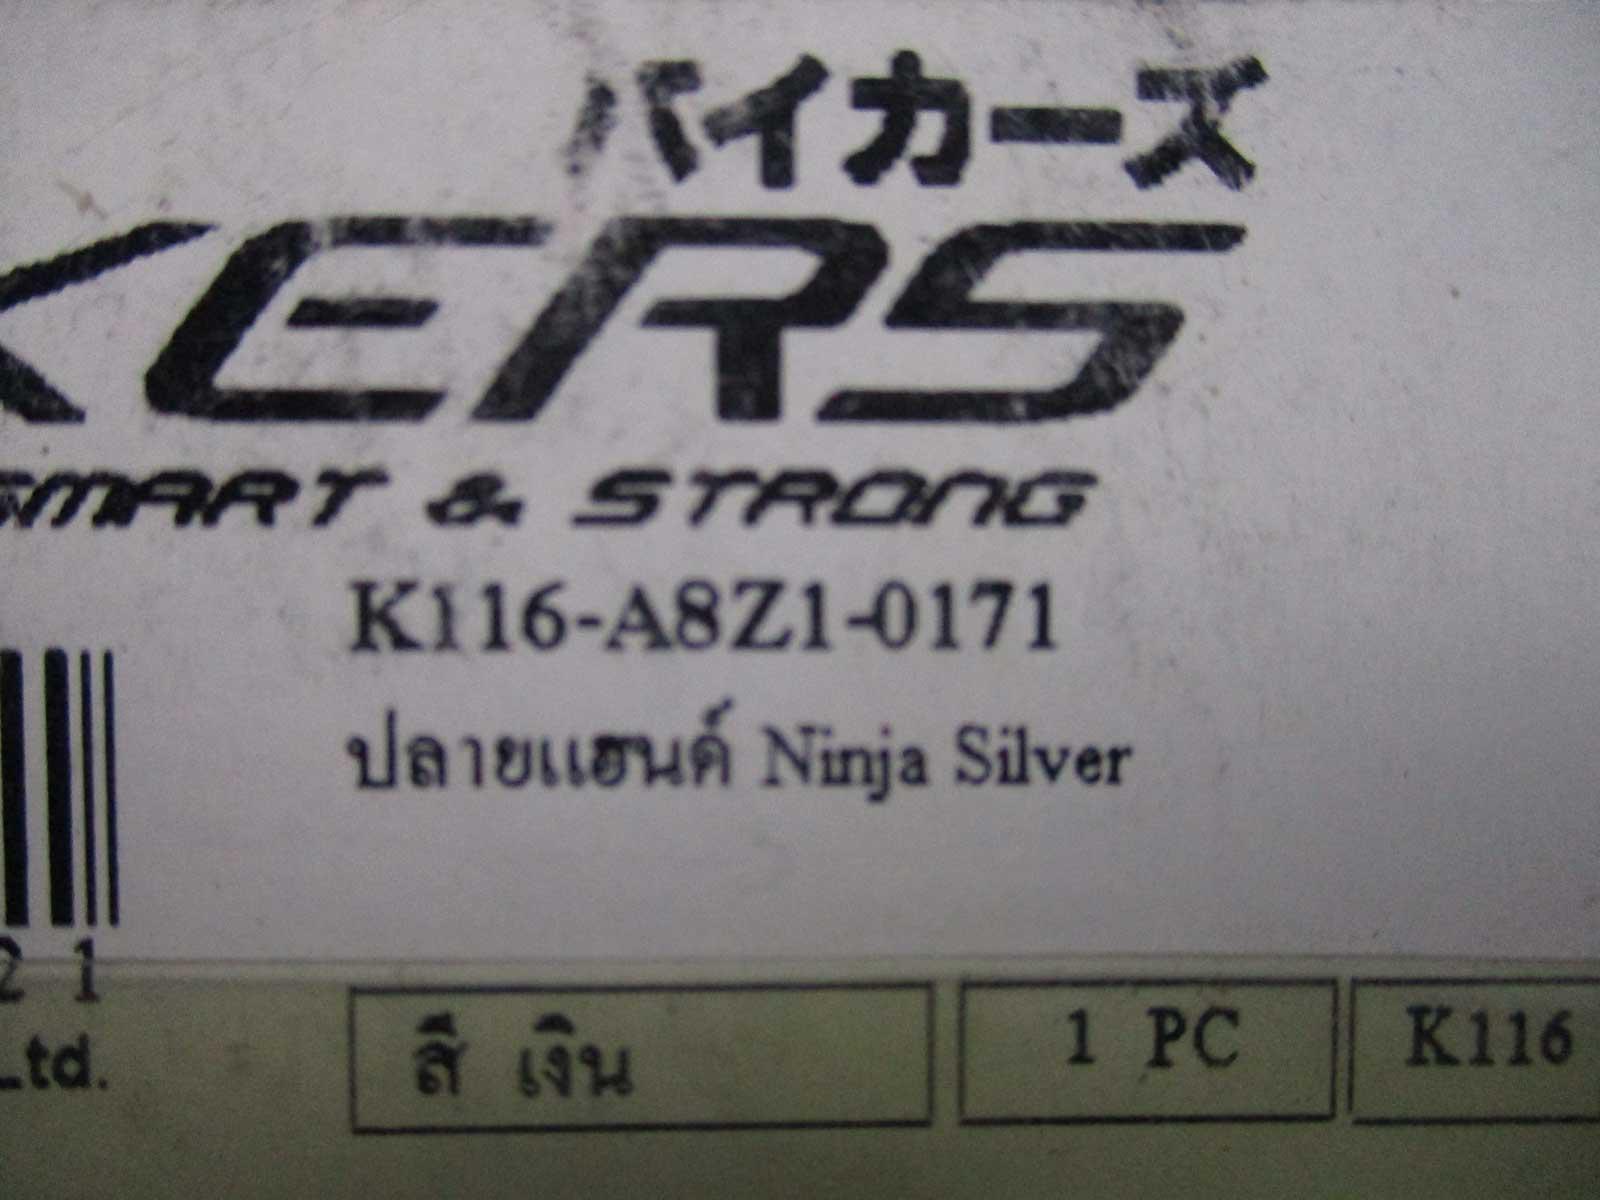 バイカーズ
KERS
SMART & STRONG
K116-A8Z1-0171
ปลายแฮนด์ Ninja Silver
2 1
Ltd.
สี เงิน
1 PC
K116